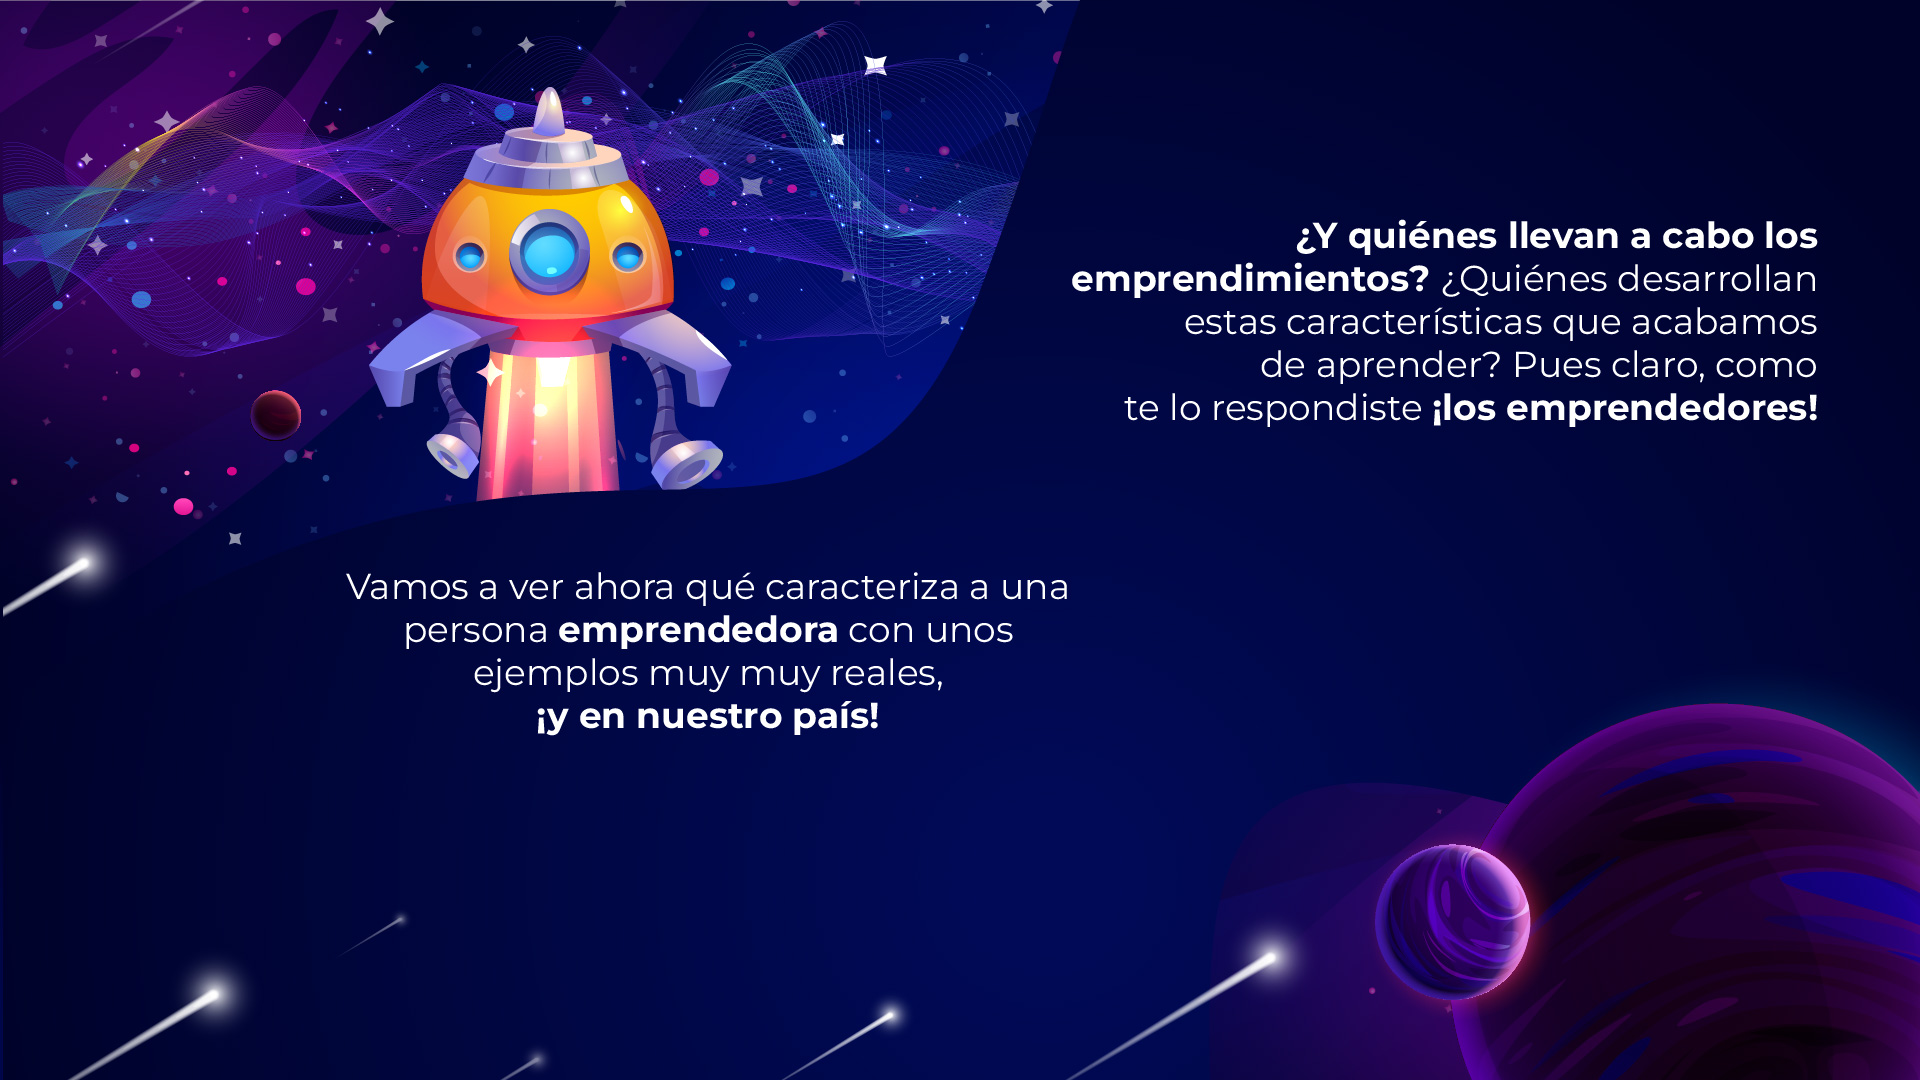 ¿Y quiénes llevan a cabo los
emprendimientos? ¿Quiénes desarrollan
estas características que acabamos
de aprender? Pues claro, como
te lo respondiste ¡los emprendedores!
Vamos a ver ahora qué caracteriza a una
persona emprendedora con unos
ejemplos muy muy reales,
¡y en nuestro país!